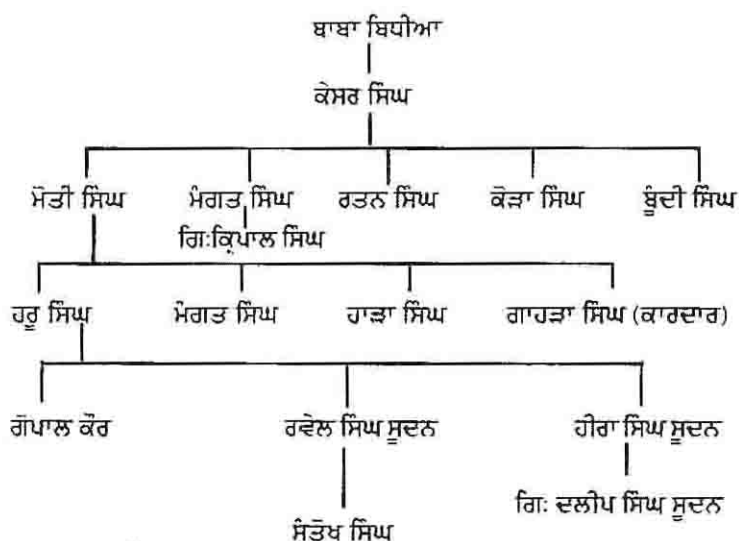 ਬਾਬਾ ਬਿਧੀਆ
ਕੇਸਰ ਸਿੰਘ
ਮੋਤੀ ਸਿੰਘ ਮੰਗਤ ਸਿੰਘ ਰਤਨ ਸਿੰਘ ਕੋੜਾ ਸਿੰਘ ਬੂੰਦੀ ਸਿੰਘ
ਗਿ:ਕ੍ਰਿਪਾਲ ਸਿੰਘ
ਹਰੂ ਸਿੰਘ ਮੰਗਤ ਸਿੰਘ ਹਾੜਾ ਸਿੰਘ ਗਾਹੜਾ ਸਿੰਘ (ਕਾਰਦਾਰ)
ਗੋਪਾਲ ਕੌਰ ਰਵੇਲ ਸਿੰਘ ਸੂਦਨ ਹੀਰਾ ਸਿੰਘ ਸੂਦਨ
ਗਿ: ਦਲੀਪ ਸਿੰਘ ਸੂਦਨ
ਸੰਤੋਖ ਸਿੰਘ